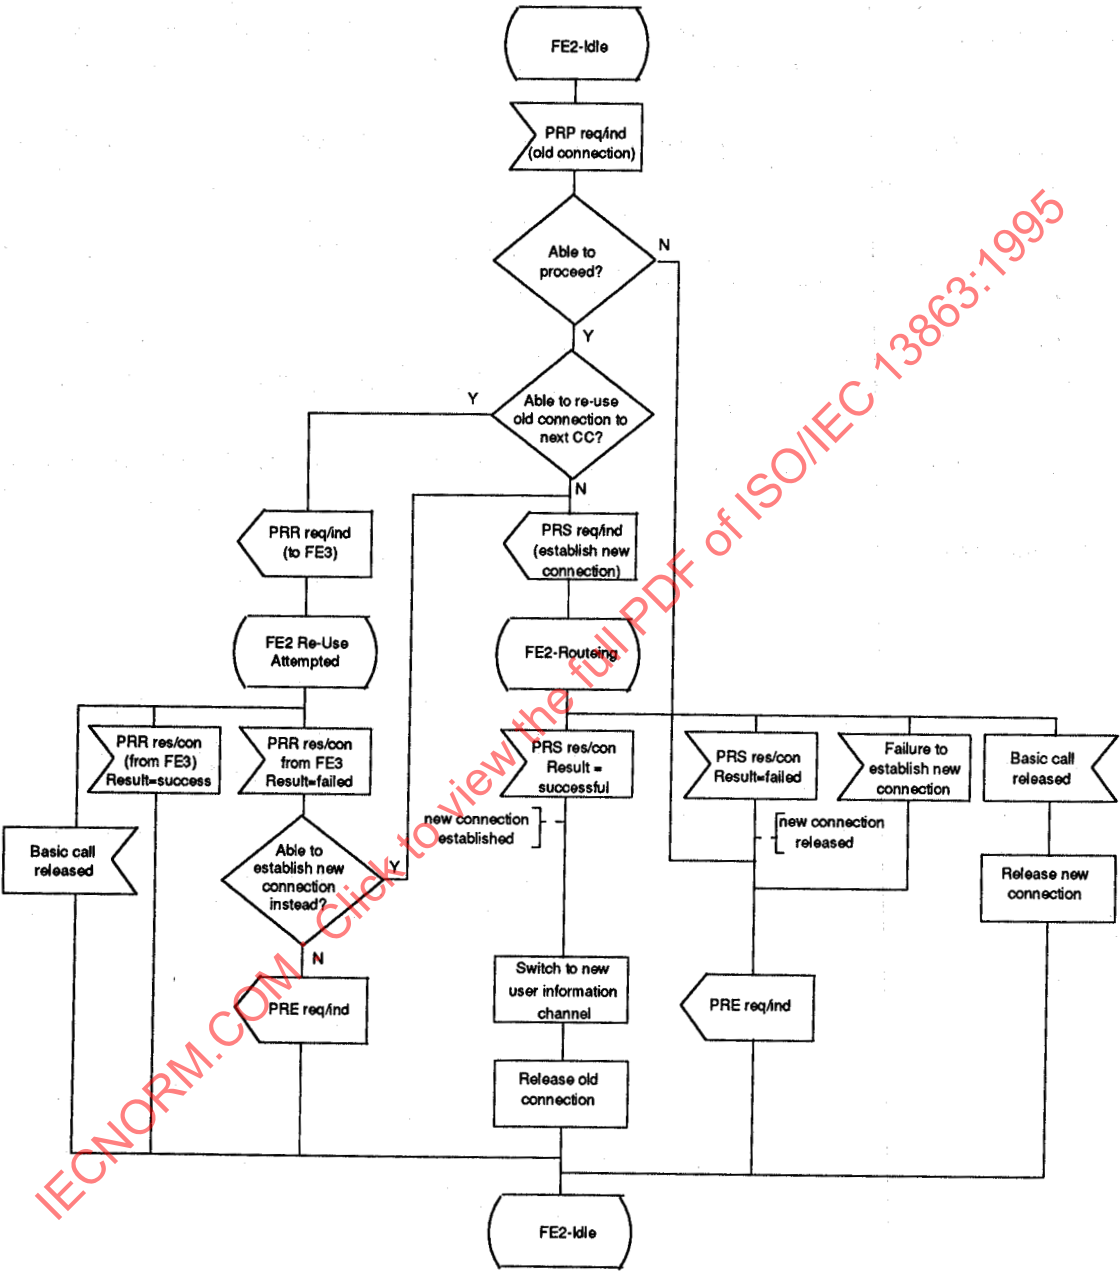 FE2-Idle
PRP req/ind
(old connection)
Able to
proceed?
N
Y
Able to re-use
old connection to
next CC?
Y
N
PRR req/ind
(to FE3)
PRS req/ind
(establish new
connection)
FE2 Re-Use
Attempted
FE2-Routeing
PRR res/con
(from FE3)
Result=success
PRR res/con
from FE3
Result=failed
PRS res/con
Result =
successful
PRS res/con
Result=failed
Failure to
establish new
connection
Basic call
released
new connection
established
new connection
released
Basic call
released
Able to
establish new
connection
instead?
Y
N
Release new
connection
PRE req/ind
Switch to new
user information
channel
PRE req/ind
Release old
connection
FE2-Idle
IECNORM.COM : Click to view the full PDF of ISO/IEC 13863:1995